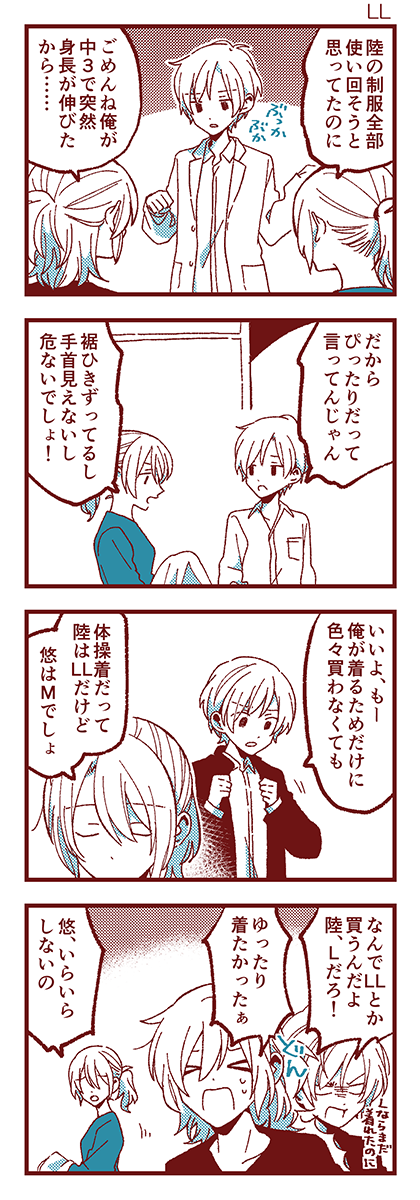 LL
陸の制服全部
使い回そうと
思ってたのに
ぶっか
ぶか
ごめんね俺が
中3で突然
身長が伸びた
から……
だから
ぴったりだって
言ってんじゃん
裾ひきずってるし
手首見えないし
危ないでしょ！
いいよ、もー
俺が着るためだけに
色々買わなくても
体操着だって
陸はLLだけど
悠はMでしょ
なんでLLとか
買うんだよ
陸、Lだろ！
Lならまだ
着れたのに
どん
ゆったり
着たかったぁ
悠、いらいら
しないの